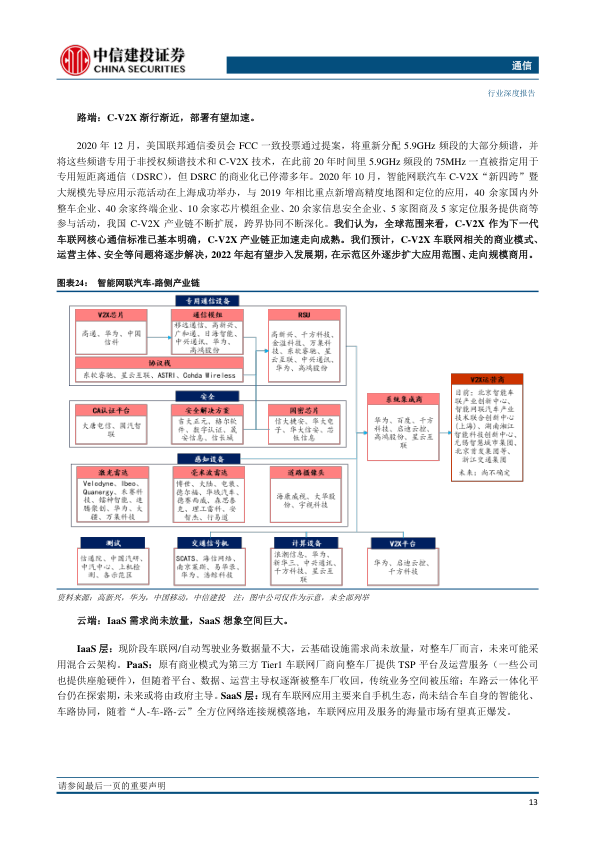 中信建投证券
CHINA SECURITIES
通信
行业深度报告
路端：C-V2X 渐行渐近，部署有望加速。
2020 年 12 月，美国联邦通信委员会 FCC 一致投票通过提案，将重新分配 5.9GHz 频段的大部分频谱，并
将这些频谱专用于非授权频谱技术和 C-V2X 技术，在此前 20 年时间里 5.9GHz 频段的 75MHz 一直被指定用于
专用短距离通信（DSRC），但 DSRC 的商业化已停滞多年。2020 年 10 月，智能网联汽车 C-V2X“新四跨”暨
大规模先导应用示范活动在上海成功举办，与 2019 年相比重点新增高精度地图和定位的应用，40 余家国内外
整车企业、40 余家终端企业、10 余家芯片模组企业、20 余家信息安全企业、5 家图商及 5 家定位服务提供商等
参与活动，我国 C-V2X 产业链不断扩展，跨界协同不断深化。我们认为，全球范围来看，C-V2X 作为下一代
车联网核心通信标准已基本明确，C-V2X 产业链正加速走向成熟。我们预计，C-V2X 车联网相关的商业模式、
运营主体、安全等问题将逐步解决，2022 年起有望步入发展期，在示范区外逐步扩大应用范围、走向规模商用。
图表24： 智能网联汽车-路侧产业链
专用通信设备
V2X芯片
高通、华为、中国
信科
通信模组
移远通信、高新兴、
广和通、日海智能、
中兴通讯、华为、
高鸿股份
RSU
高新兴、千方科技、
金溢科技、万集科
技、东软睿驰、星
云互联、中兴通讯、
华为、高鸿股份
协议栈
东软睿驰、星云互联、ASTRI、Cohda Wireless
安全
CA认证平台
大唐电信、国汽智
联
安全解决方案
吉大正元、格尔软
件、数字认证、晟
安信息、信长城
国密芯片
信大捷安、华大电
子、华大信安、芯
钛信息
感知设备
激光雷达
Velodyne、Ibeo、
Quanergy、禾赛科
技、镭神智能、速
腾聚创、华为、大
疆、万集科技
毫米波雷达
博世、大陆、电装、
德尔福、华域汽车、
德赛西威、森思泰
克、理工雷科、安
智杰、行易道
道路摄像头
海康威视、大华股
份、宇视科技
系统集成商
华为、百度、千方
科技、启迪云控、
高鸿股份、星云互
联
V2X运营商
目前：北京智能车
联产业创新中心、
智能网联汽车产业
技术联合创新中心
（上海）、湖南湘江
智能科技创新中心、
无锡智慧城市集团、
北京首发集团等、
浙江交通集团
未来：尚不确定
测试
信通院、中国汽研、
中汽中心、上机检
测、各示范区
交通信号机
SCATS、海信网络、
南京莱斯、易华录、
华为、浩鲸科技
计算设备
浪潮信息、华为、
新华三、中兴通讯、
千方科技、星云互
联
V2X平台
华为、启迪云控、
千方科技
资料来源：高新兴，华为，中国移动，中信建投 注：图中公司仅作为示意，未全部列举
云端：IaaS 需求尚未放量，SaaS 想象空间巨大。
IaaS 层：现阶段车联网/自动驾驶业务数据量不大，云基础设施需求尚未放量，对整车厂而言，未来可能采
用混合云架构。PaaS：原有商业模式为第三方 Tier1 车联网厂商向整车厂提供 TSP 平台及运营服务（一些公司
也提供座舱硬件），但随着平台、数据、运营主导权逐渐被整车厂收回，传统业务空间被压缩；车路云一体化平
台仍在探索期，未来或将由政府主导。SaaS 层：现有车联网应用主要来自手机生态，尚未结合车自身的智能化、
车路协同，随着“人-车-路-云”全方位网络连接规模落地，车联网应用及服务的海量市场有望真正爆发。
请参阅最后一页的重要声明
13